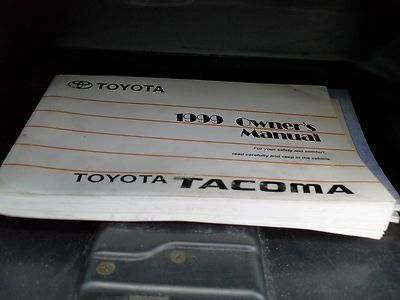 TOYOTA
1999 Owner's
Manual
For your safety and comfort,
read carefully and keep in the vehicle.
TOYOTA TACOMA